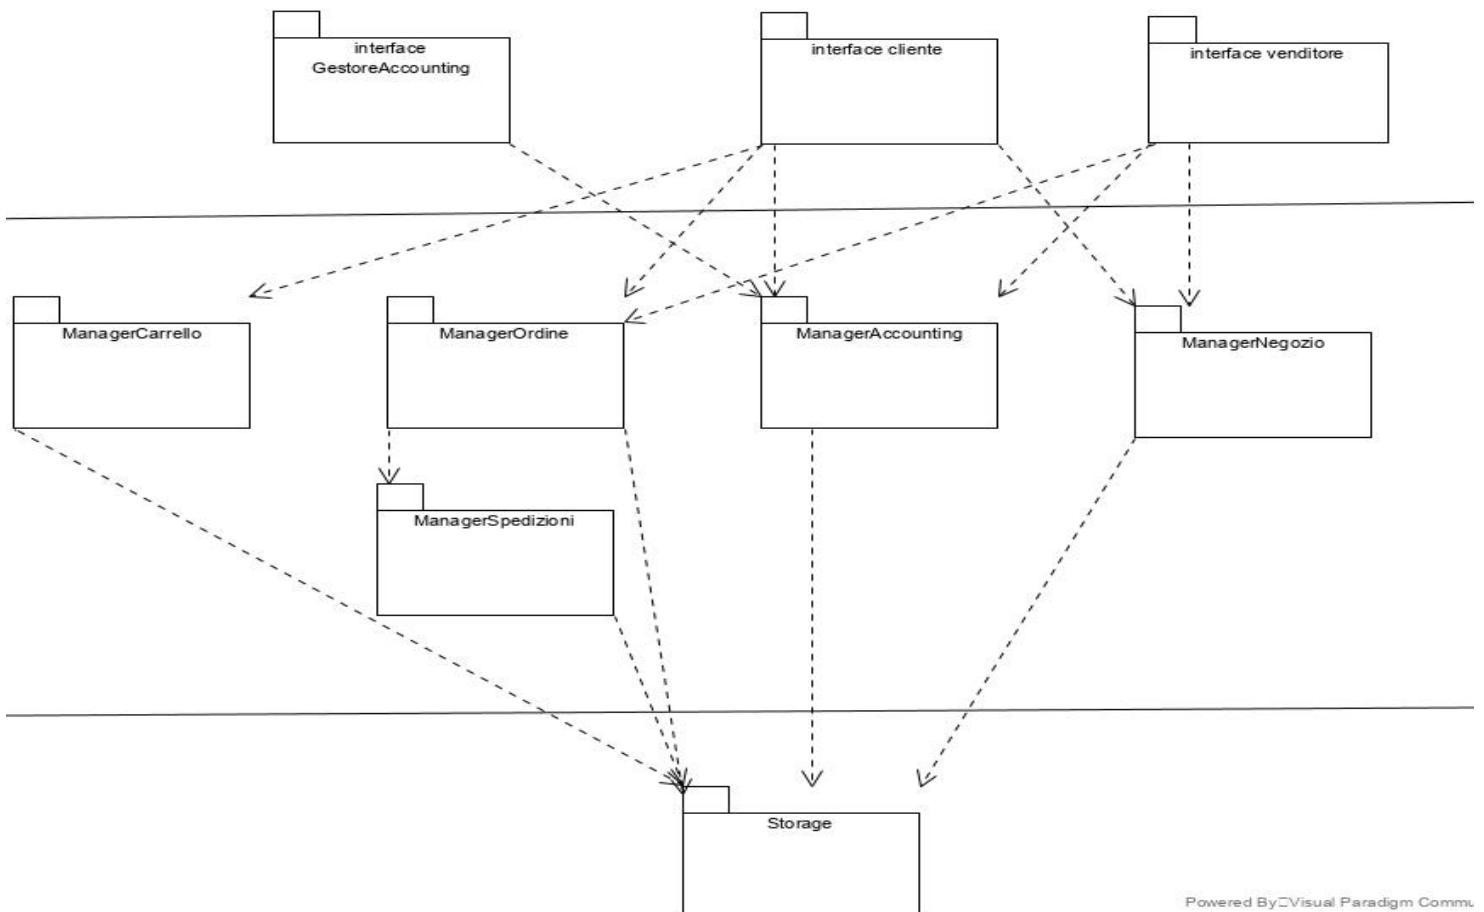 interface
GestoreAccounting
interface cliente
interface venditore
ManagerCarrello
ManagerOrdine
ManagerAccounting
ManagerNegozio
ManagerSpedizioni
Storage
Powered By Visual Paradigm Commu